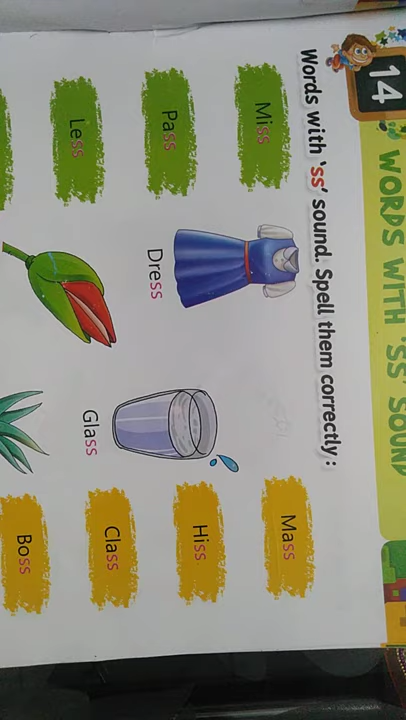 14
WORDS WITH 'SS' SOUND
Words with 'ss' sound. Spell them correctly :
Miss
Mass
Pass
Dress
Hiss
Less
Glass
Class
Boss